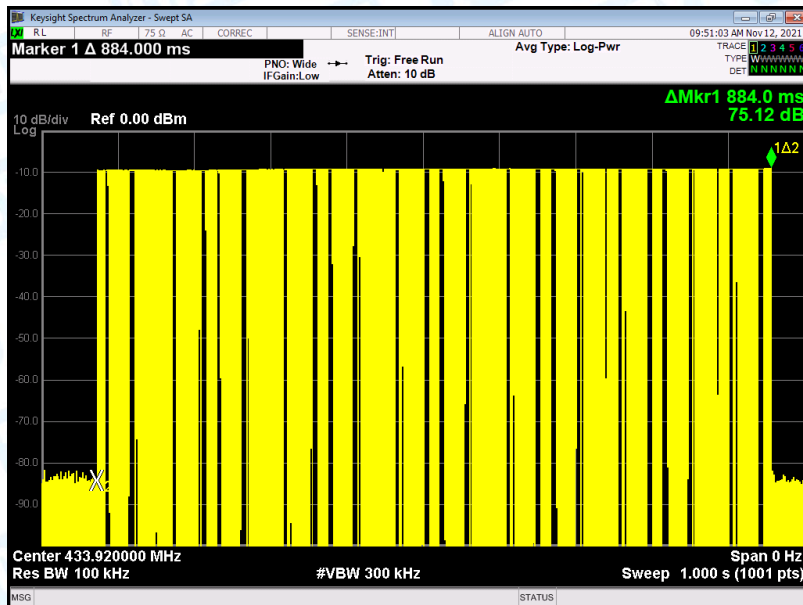 Keysight Spectrum Analyzer - Swept SA
LXI RL RF 75 Ω AC CORREC SENSE:INT ALIGN AUTO 09:51:03 AM Nov 12, 2021
Marker 1 Δ 884.000 ms
PNO: Wide
IFGain:Low
Trig: Free Run
Atten: 10 dB
Avg Type: Log-Pwr
TRACE 1 2 3 4 5 6
TYPE WWWWWW
DET NNNNNN
ΔMkr1 884.0 ms
75.12 dB
10 dB/div Ref 0.00 dBm
Log
1Δ2
-10.0
-20.0
-30.0
-40.0
-50.0
-60.0
-70.0
-80.0
-90.0
X2
Center 433.920000 MHz Span 0 Hz
Res BW 100 kHz #VBW 300 kHz Sweep 1.000 s (1001 pts)
MSG STATUS